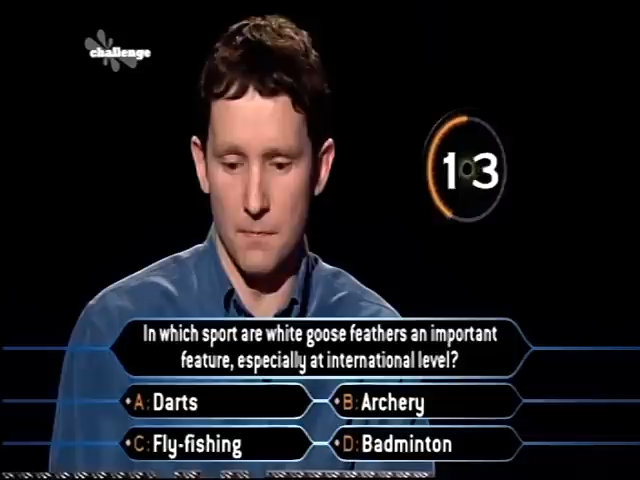 challenge
13
In which sport are white goose feathers an important
feature, especially at international level?
A: Darts
B: Archery
C: Fly-fishing
D: Badminton